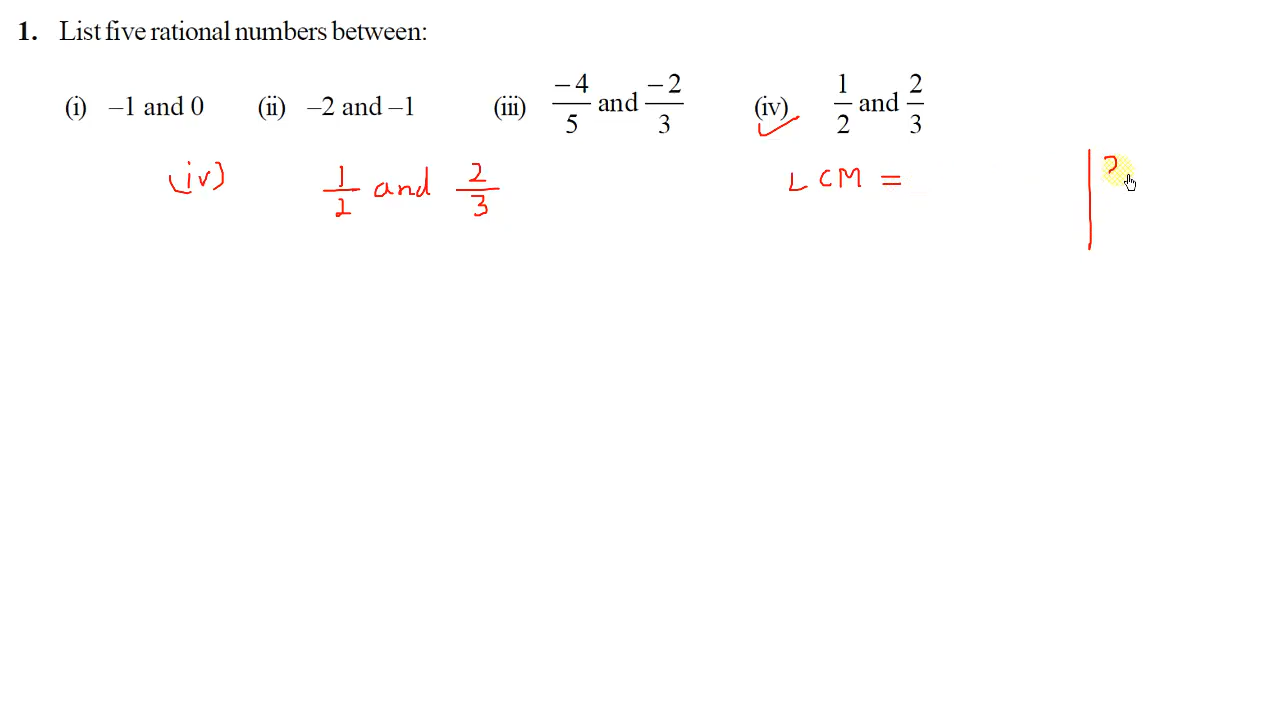 1. List five rational numbers between:
(i) –1 and 0 (ii) –2 and –1 (iii) −4/5 and −2/3 (iv) 1/2 and 2/3
(iv) 1/2 and 2/3 LCM =
2